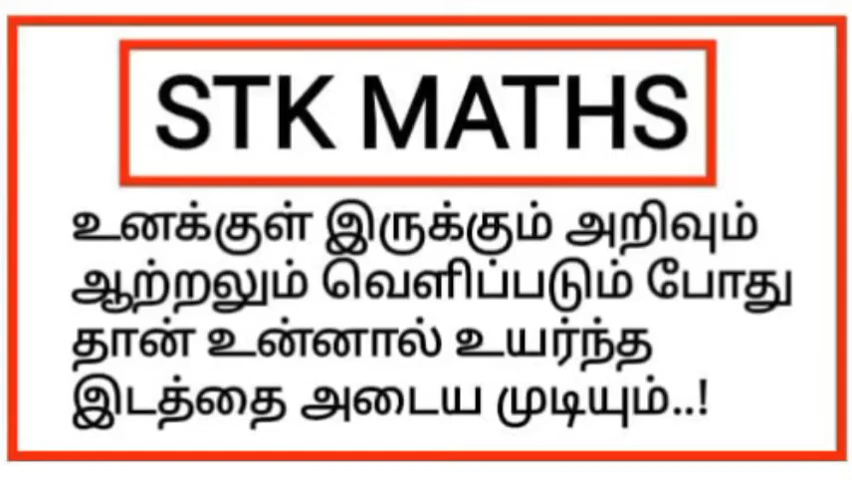 STK MATHS
உனக்குள் இருக்கும் அறிவும்
ஆற்றலும் வெளிப்படும் போது
தான் உன்னால் உயர்ந்த
இடத்தை அடைய முடியும்..!